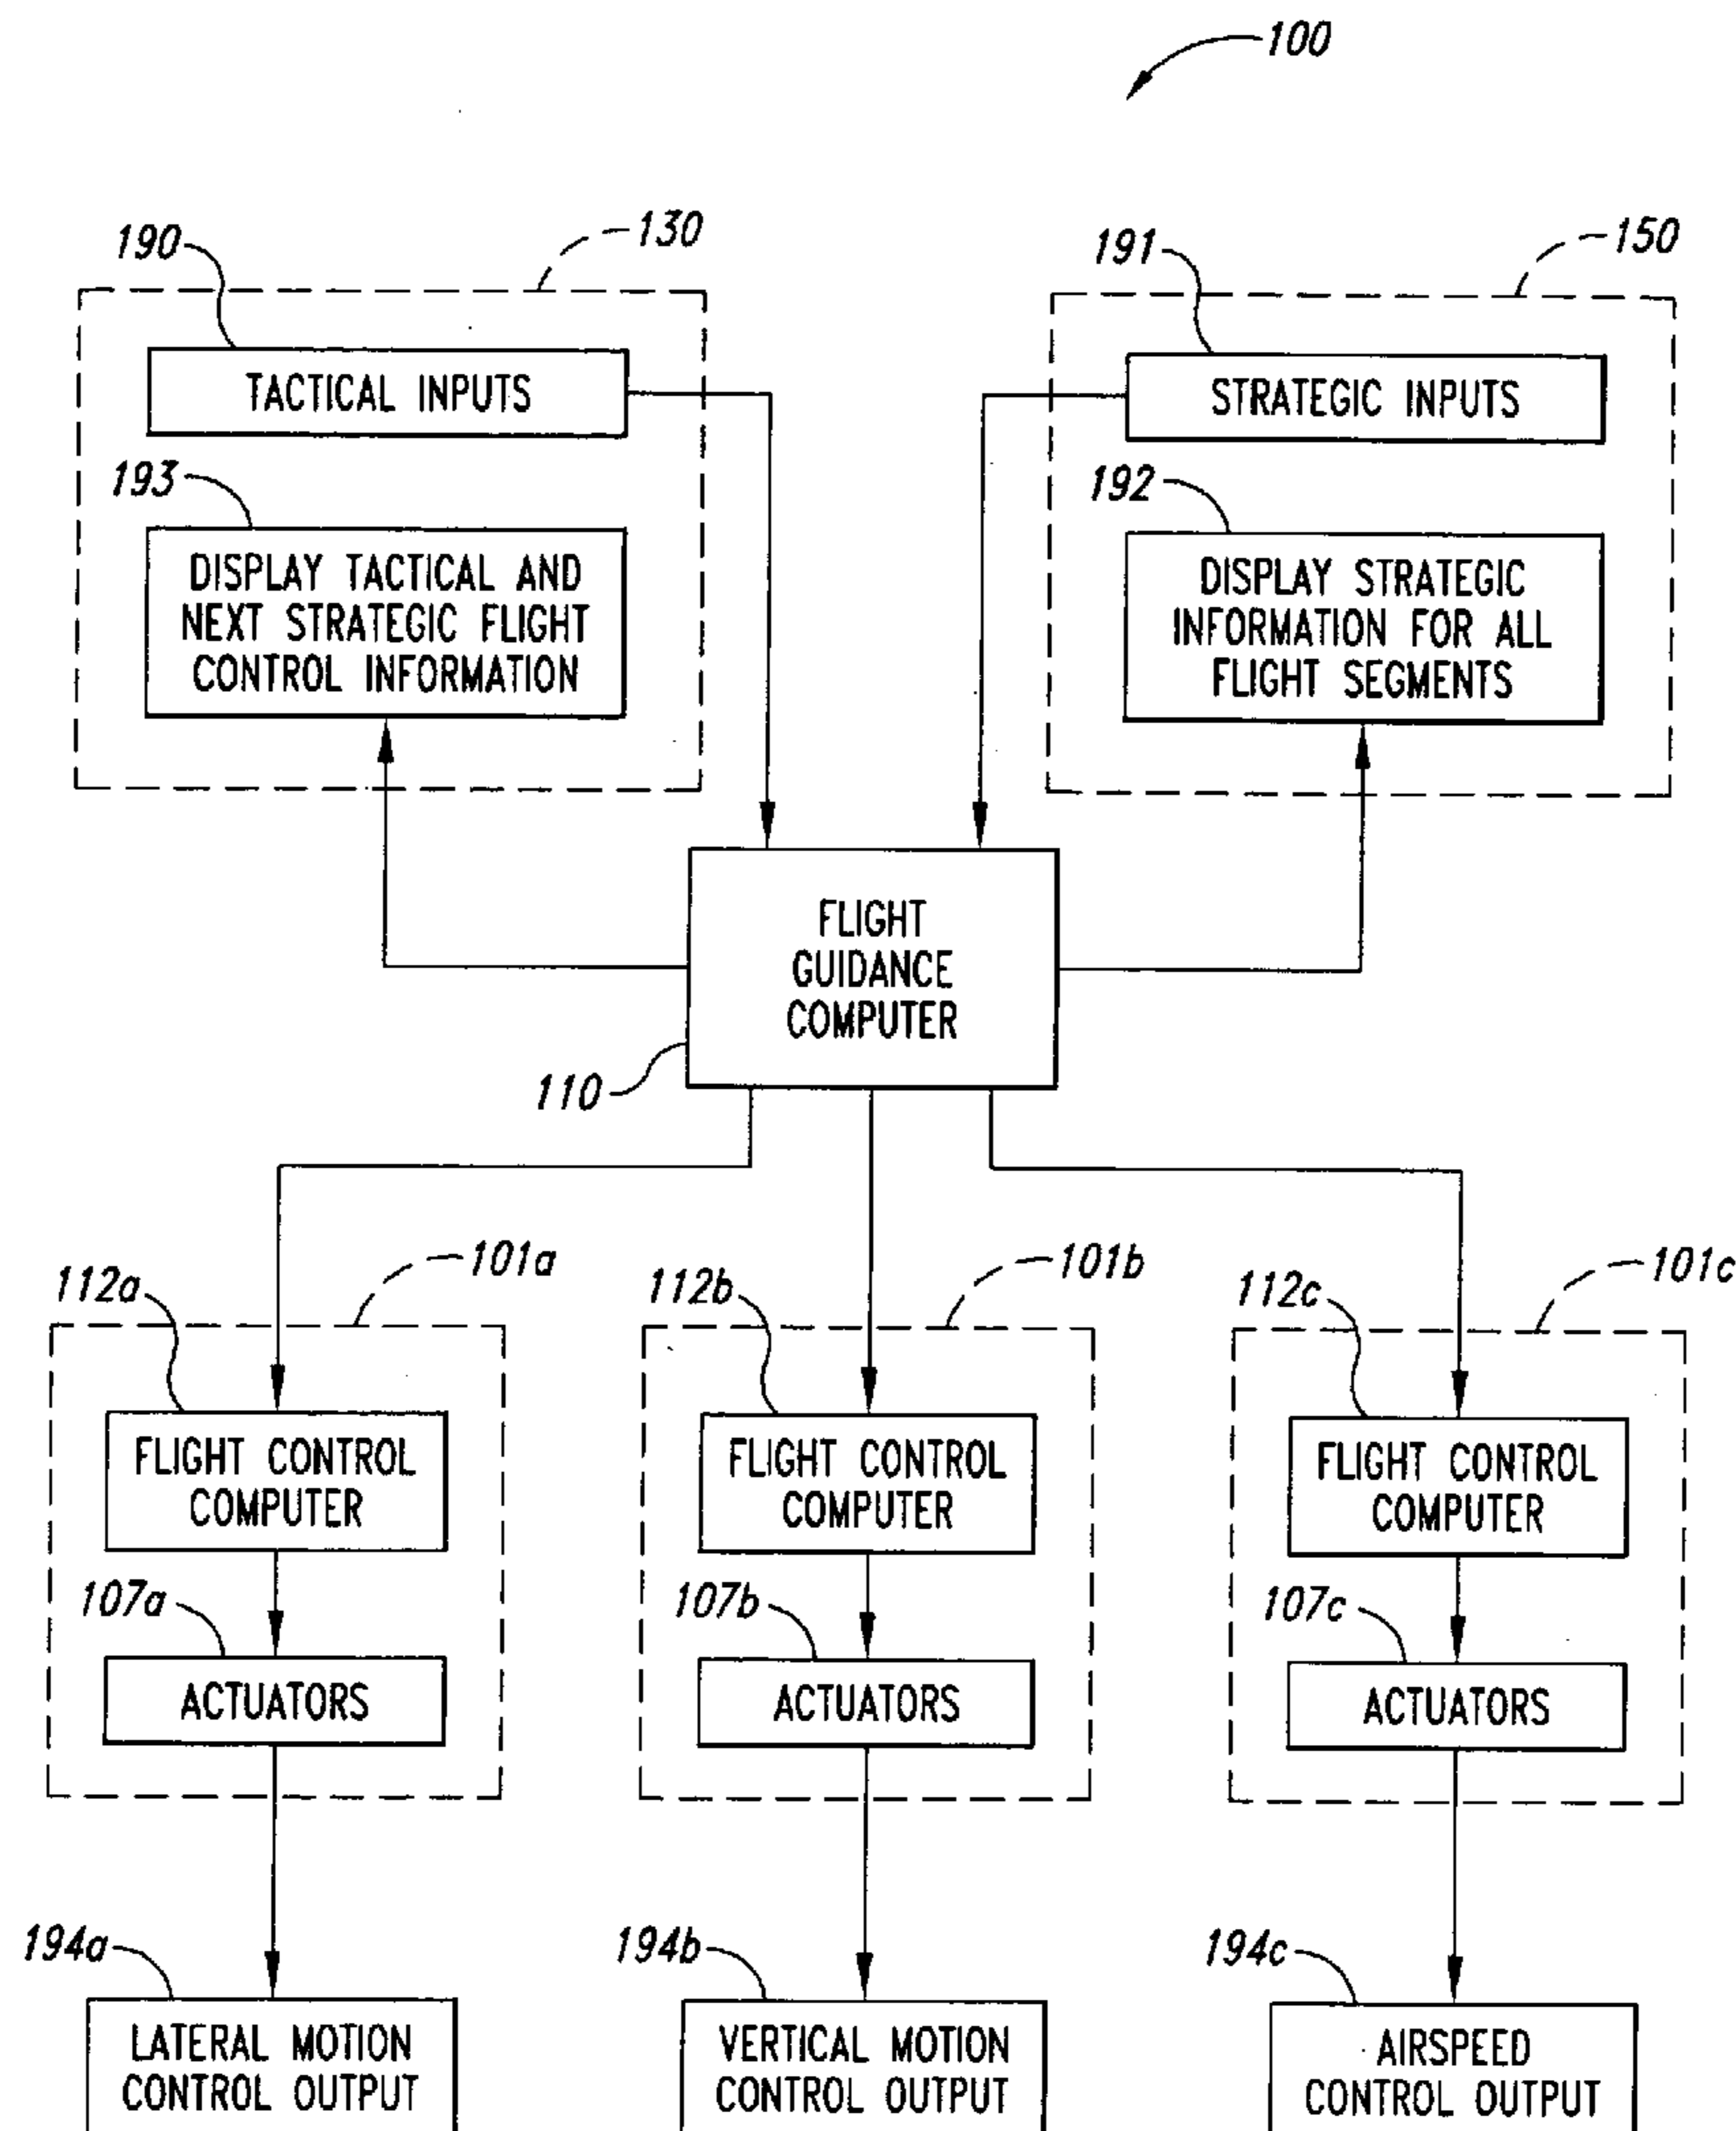 100
130
150
190
191
TACTICAL INPUTS
STRATEGIC INPUTS
193
192
DISPLAY TACTICAL AND
NEXT STRATEGIC FLIGHT
CONTROL INFORMATION
DISPLAY STRATEGIC
INFORMATION FOR ALL
FLIGHT SEGMENTS
FLIGHT
GUIDANCE
COMPUTER
110
101a
101b
101c
112a
112b
112c
FLIGHT CONTROL
COMPUTER
FLIGHT CONTROL
COMPUTER
FLIGHT CONTROL
COMPUTER
107a
107b
107c
ACTUATORS
ACTUATORS
ACTUATORS
194a
194b
194c
LATERAL MOTION
CONTROL OUTPUT
VERTICAL MOTION
CONTROL OUTPUT
AIRSPEED
CONTROL OUTPUT